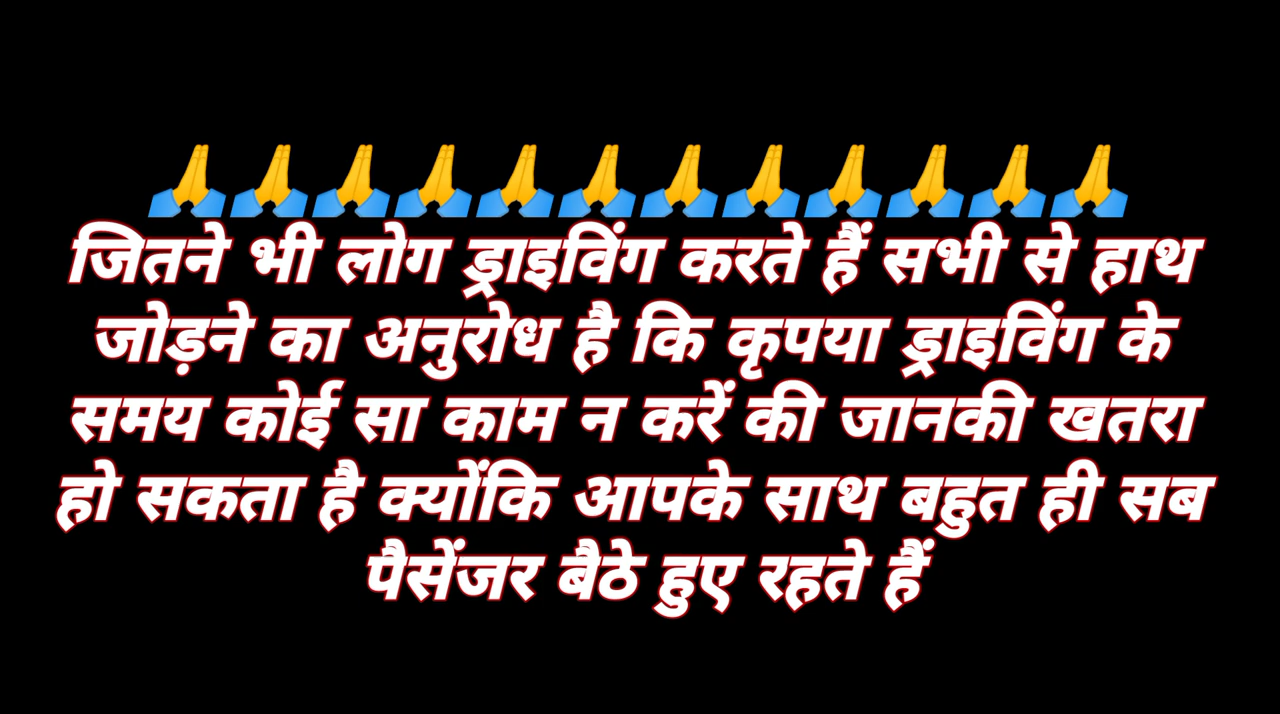 🙏🙏🙏🙏🙏🙏🙏🙏🙏🙏🙏🙏
जितने भी लोग ड्राइविंग करते हैं सभी से हाथ
जोड़ने का अनुरोध है कि कृपया ड्राइविंग के
समय कोई सा काम न करें की जानकी खतरा
हो सकता है क्योंकि आपके साथ बहुत ही सब
पैसेंजर बैठे हुए रहते हैं